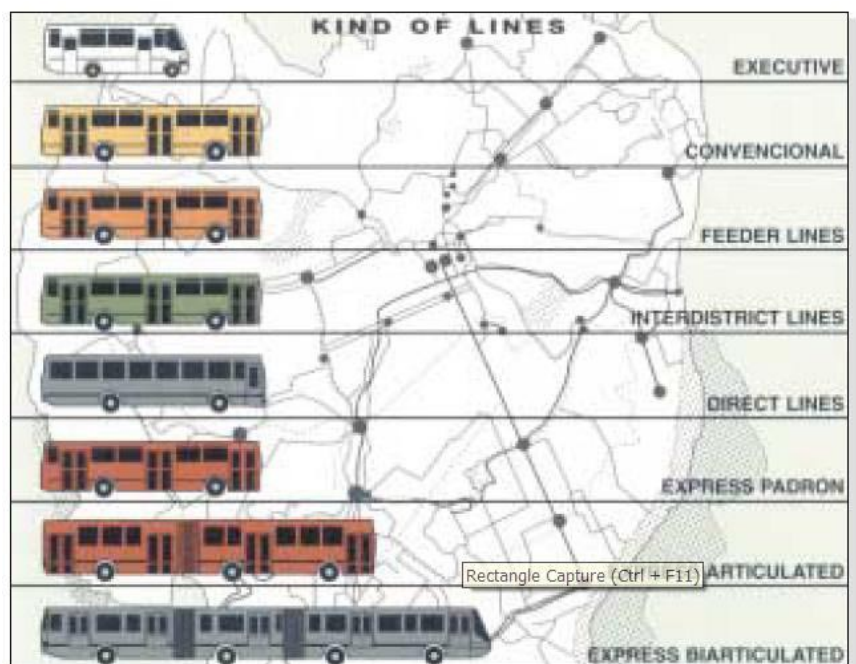 KIND OF LINES
EXECUTIVE
CONVENCIONAL
FEEDER LINES
INTERDISTRICT LINES
DIRECT LINES
EXPRESS PADRON
Rectangle Capture (Ctrl + F11)
ARTICULATED
EXPRESS BIARTICULATED